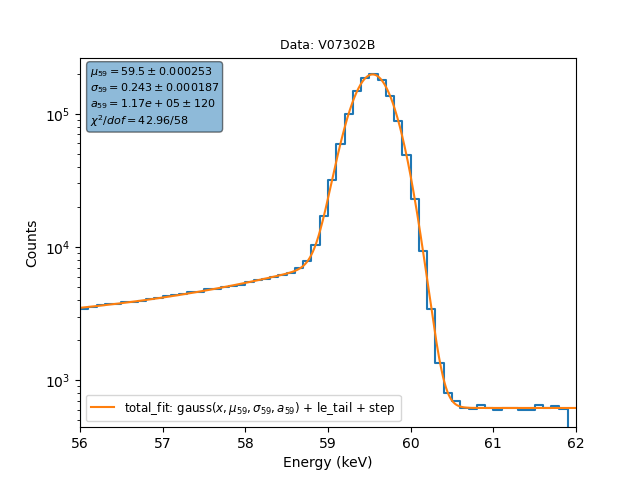 Data: V07302B
μ₅₉ = 59.5 ± 0.000253
σ₅₉ = 0.243 ± 0.000187
a₅₉ = 1.17e + 05 ± 120
χ²/dof = 42.96/58
10⁵
10⁴
10³
Counts
total_fit: gauss(x, μ₅₉, σ₅₉, a₅₉) + le_tail + step
56 57 58 59 60 61 62
Energy (keV)